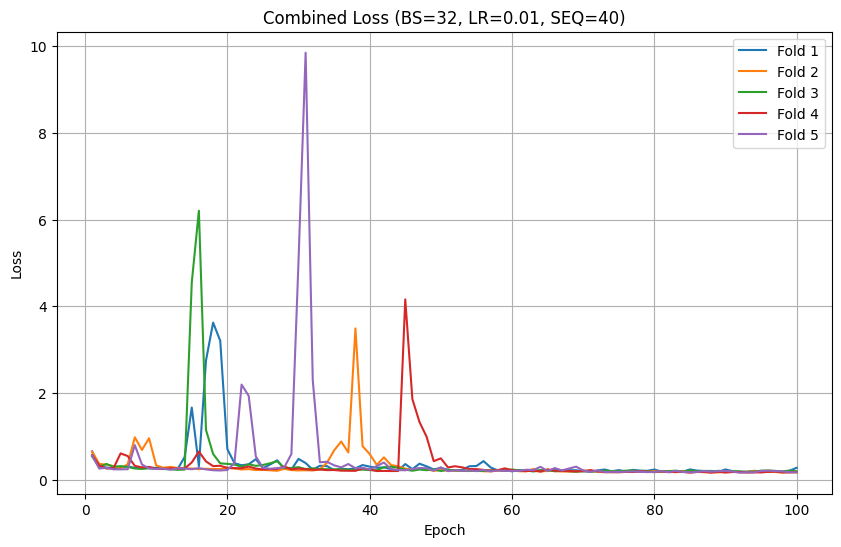 Combined Loss (BS=32, LR=0.01, SEQ=40)
Fold 1
Fold 2
Fold 3
Fold 4
Fold 5
Loss
10
8
6
4
2
0
0 20 40 60 80 100
Epoch